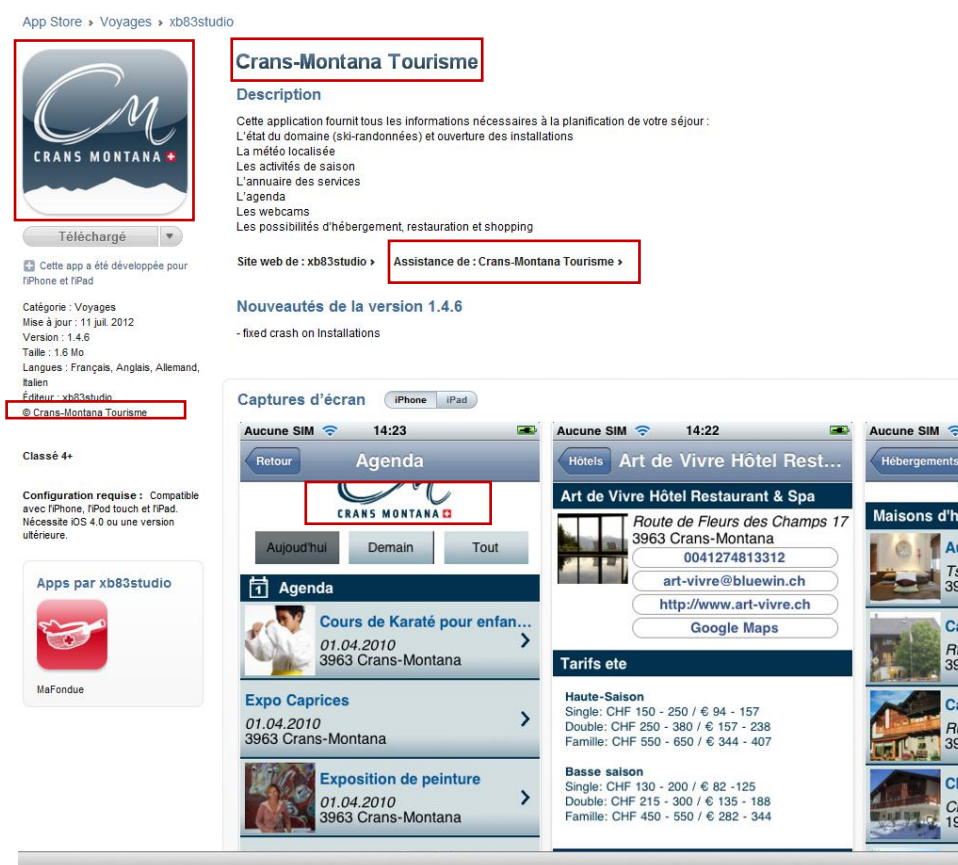 App Store › Voyages › xb83studio
CRANS MONTANA
Téléchargé
Cette app a été développée pour
l'iPhone et l'iPad
Catégorie : Voyages
Mise à jour : 11 juil. 2012
Version : 1.4.6
Taille : 1.6 Mo
Langues : Français, Anglais, Allemand,
Italien
Éditeur : xb83studio
© Crans-Montana Tourisme
Classé 4+
Configuration requise : Compatible
avec l'iPhone, l'iPod touch et l'iPad.
Nécessite iOS 4.0 ou une version
ultérieure.
Apps par xb83studio
MaFondue
Crans-Montana Tourisme
Description
Cette application fournit tous les informations nécessaires à la planification de votre séjour :
L'état du domaine (ski-randonnées) et ouverture des installations
La météo localisée
Les activités de saison
L'annuaire des services
L'agenda
Les webcams
Les possibilités d'hébergement, restauration et shopping
Site web de : xb83studio › Assistance de : Crans-Montana Tourisme ›
Nouveautés de la version 1.4.6
- fixed crash on Installations
Captures d'écran iPhone iPad
Aucune SIM 14:23
Retour Agenda
CRANS MONTANA
Aujoud'hui Demain Tout
1 Agenda
Cours de Karaté pour enfan...
01.04.2010
3963 Crans-Montana
Expo Caprices
01.04.2010
3963 Crans-Montana
Exposition de peinture
01.04.2010
3963 Crans-Montana
Aucune SIM 14:22
Hôtels Art de Vivre Hôtel Rest...
Art de Vivre Hôtel Restaurant & Spa
Route de Fleurs des Champs 17
3963 Crans-Montana
0041274813312
art-vivre@bluewin.ch
http://www.art-vivre.ch
Google Maps
Tarifs ete
Haute-Saison
Single: CHF 150 - 250 / € 94 - 157
Double: CHF 250 - 380 / € 157 - 238
Famille: CHF 550 - 650 / € 344 - 407
Basse saison
Single: CHF 130 - 200 / € 82 -125
Double: CHF 215 - 300 / € 135 - 188
Famille: CHF 450 - 550 / € 282 - 344
Aucune SIM
Hébergements
Maisons d'h